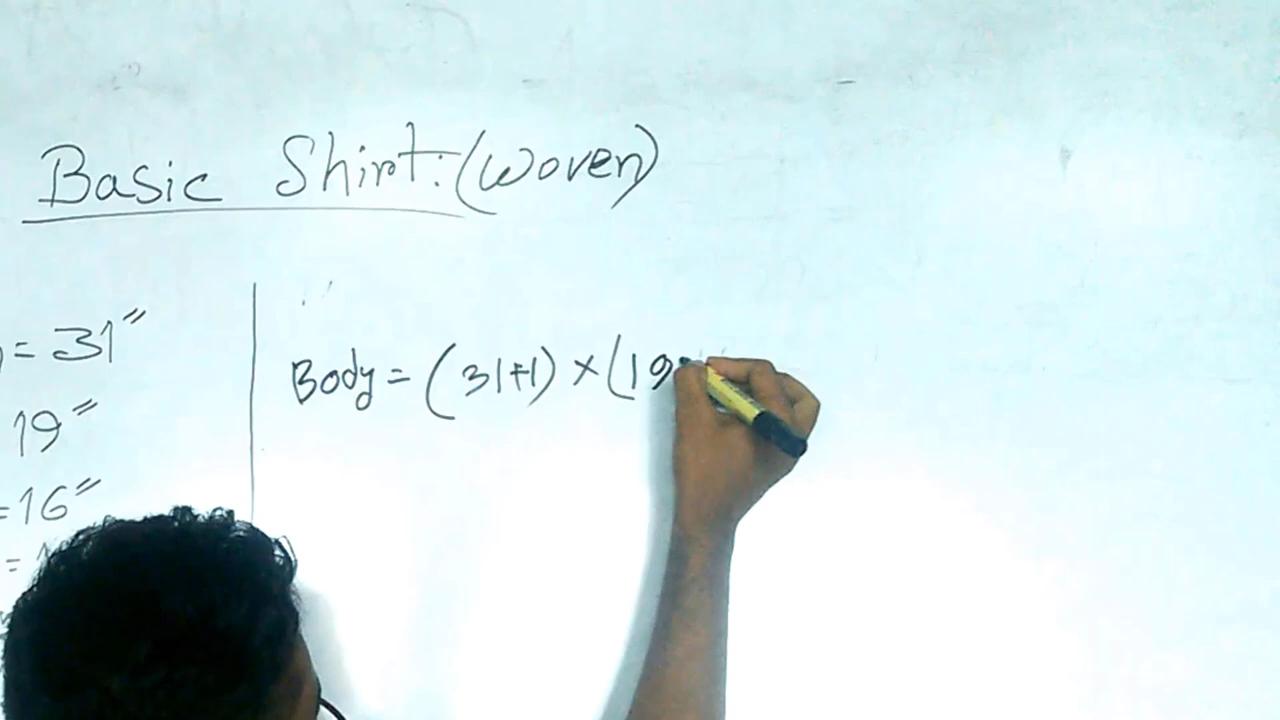 Basic Shirt:(Woven)
= 31"
19"
=16"
=
Body = (31+1) × (19